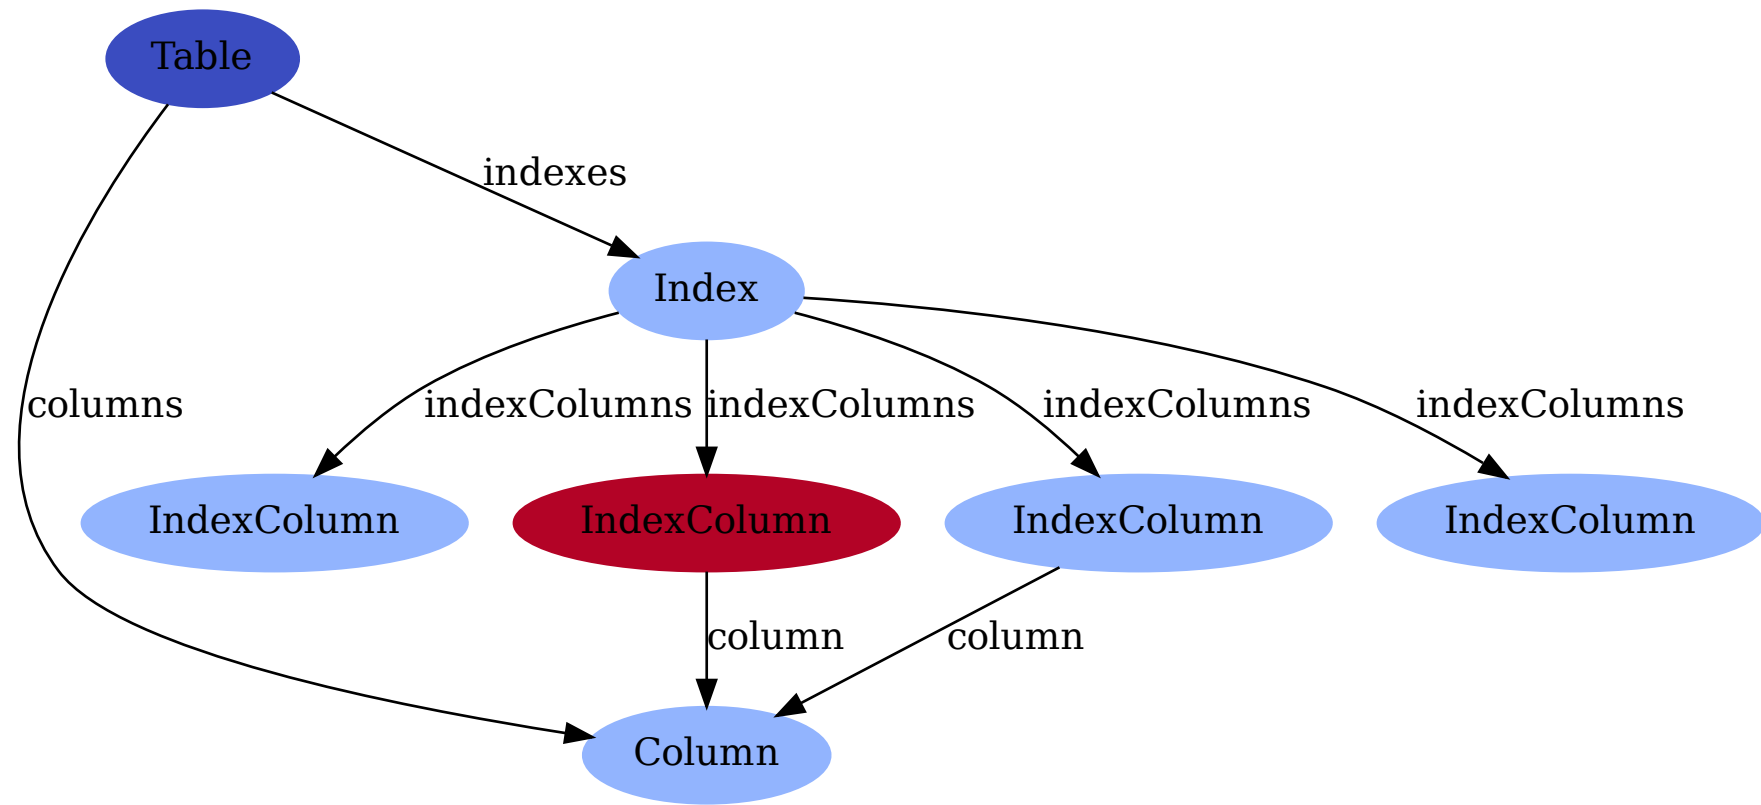 Table
indexes
Index
columns
indexColumns
indexColumns
indexColumns
indexColumns
IndexColumn
IndexColumn
IndexColumn
IndexColumn
column
column
Column